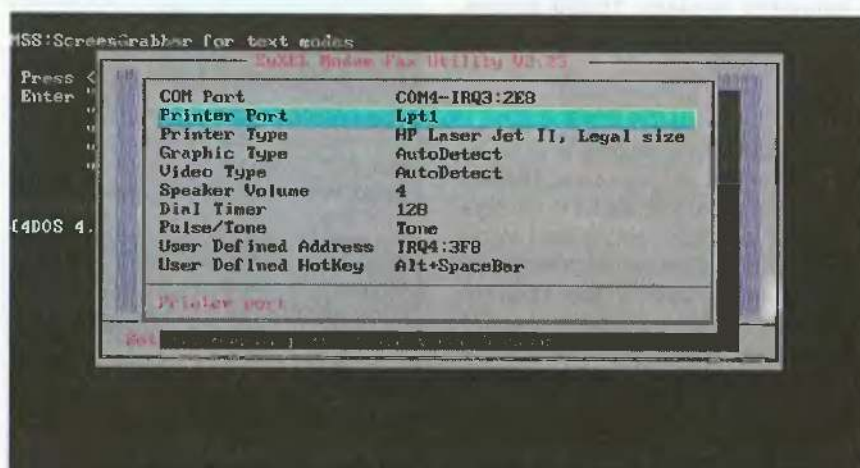 MSS:ScreenGrabber for text modes
ZyXEL Modem Fax Utility V2.25
Press <
Enter "
"
"
"
COM Port COM4-IRQ3:2E8
Printer Port Lpt1
Printer Type HP Laser Jet II, Legal size
Graphic Type AutoDetect
Video Type AutoDetect
Speaker Volume 4
Dial Timer 128
[4DOS 4.
Pulse/Tone Tone
User Defined Address IRQ4:3F8
User Defined HotKey Alt+SpaceBar
Printer port